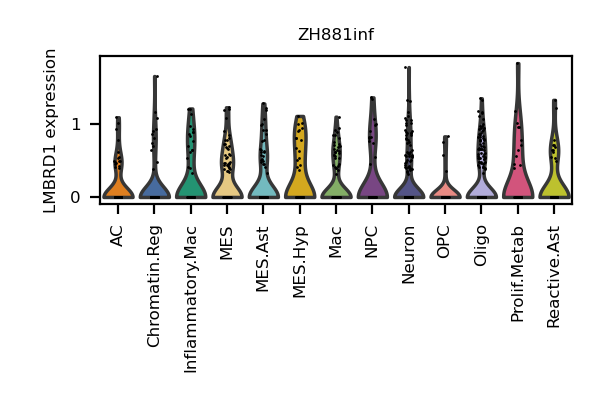 ZH881inf
LMBRD1 expression
1
0
AC
Chromatin.Reg
Inflammatory.Mac
MES
MES.Ast
MES.Hyp
Mac
NPC
Neuron
OPC
Oligo
Prolif.Metab
Reactive.Ast